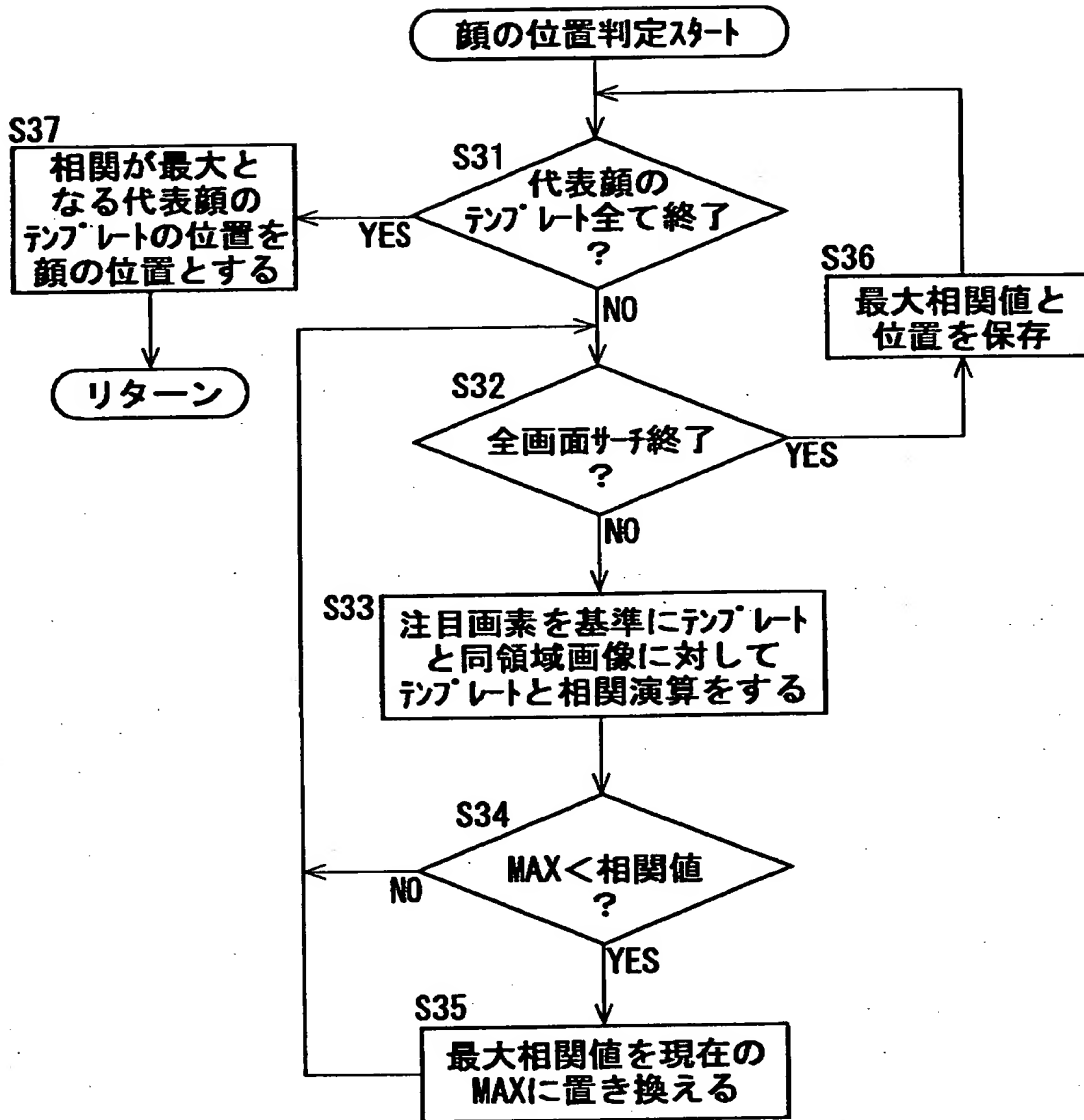 顔の位置判定ｽﾀｰﾄ
S37
相関が最大と
なる代表顔の
ﾃﾝﾌﾟﾚｰﾄの位置を
顔の位置とする
リターン
S31
代表顔の
ﾃﾝﾌﾟﾚｰﾄ全て終了
?
YES
NO
S36
最大相関値と
位置を保存
S32
全画面ｻｰﾁ終了
?
YES
NO
S33
注目画素を基準にﾃﾝﾌﾟﾚｰﾄ
と同領域画像に対して
ﾃﾝﾌﾟﾚｰﾄと相関演算をする
S34
MAX＜相関値
?
NO
YES
S35
最大相関値を現在の
MAXに置き換える